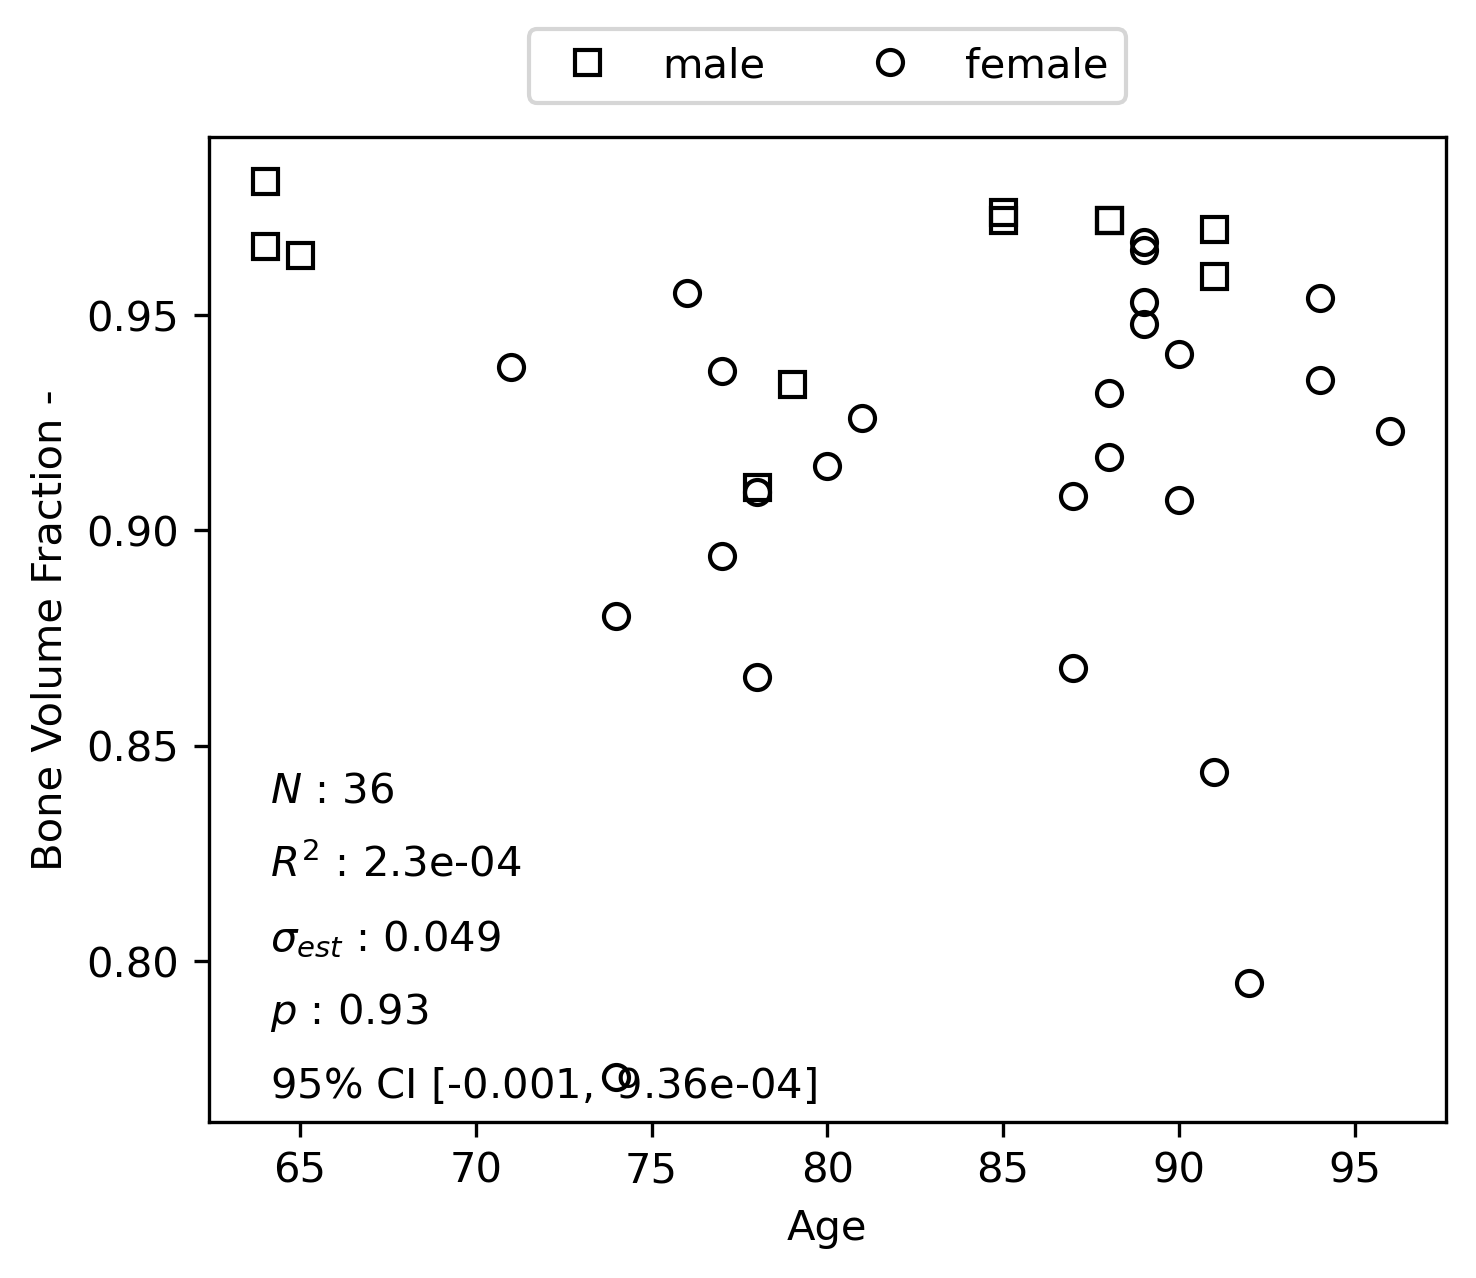 male female
Bone Volume Fraction -
0.95
0.90
0.85
0.80
N : 36
R² : 2.3e-04
σest : 0.049
p : 0.93
95% CI [-0.001, 9.36e-04]
65 70 75 80 85 90 95
Age